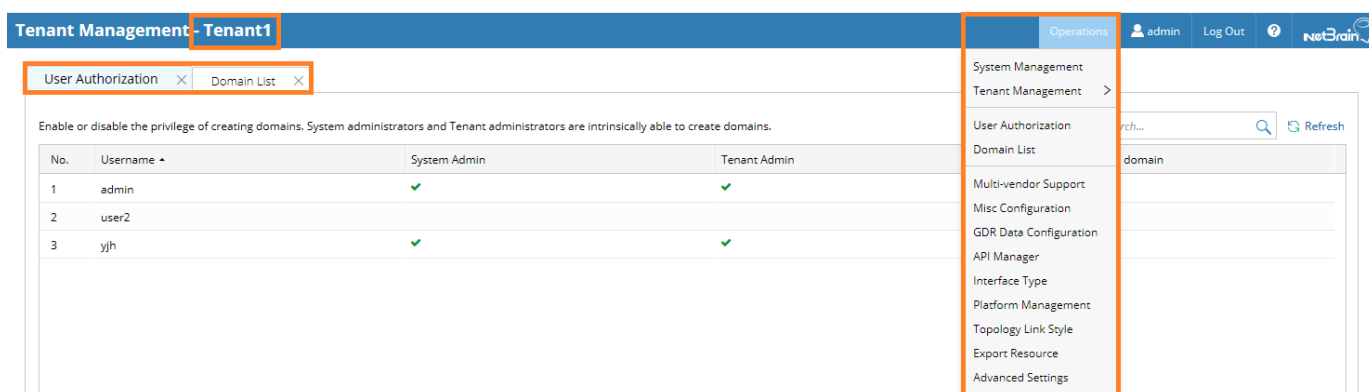 Tenant Management - Tenant1
Operations
admin
Log Out
?
NetBrain
User Authorization
Domain List
System Management
Tenant Management
User Authorization
Domain List
Multi-vendor Support
Misc Configuration
GDR Data Configuration
API Manager
Interface Type
Platform Management
Topology Link Style
Export Resource
Advanced Settings
Enable or disable the privilege of creating domains. System administrators and Tenant administrators are intrinsically able to create domains.
Refresh
No. Username System Admin Tenant Admin domain
1 admin
2 user2
3 yjh